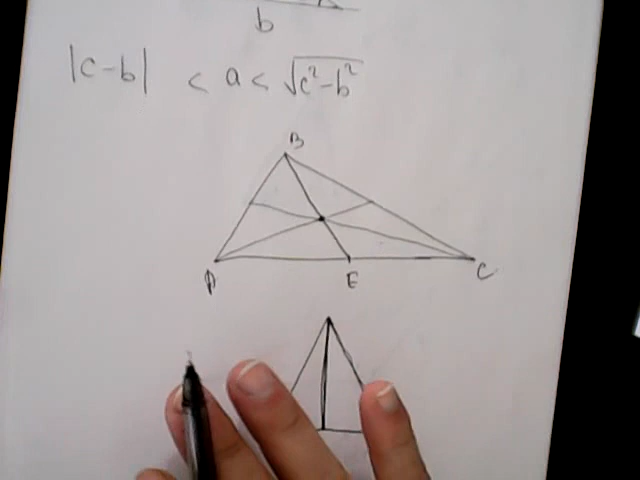 b
|c-b| < a < √c²-b²
B
A E C